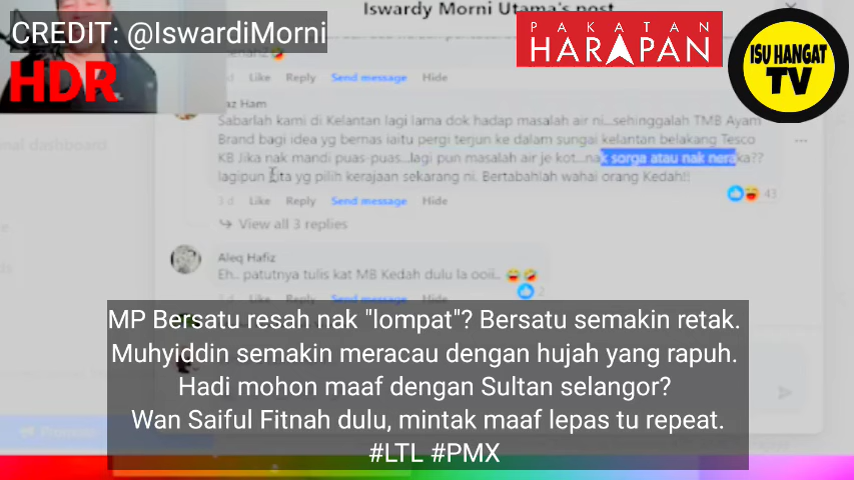 Iswardy Morni Utama's post
CREDIT: @IswardiMorni
HDR
PAKATAN
HARAPAN
ISU HANGAT
TV
Like Reply Send message Hide
az Ham
Sabarlah kami di Kelantan lagi lama dok hadap masalah air ni...sehinggalah TMB Ayam
Brand bagi idea yg bernas iaitu pergi terjun ke dalam sungai kelantan belakang Tesco
KB Jika nak mandi puas-puas...lagi pun masalah air je kot...nak sorga atau nak neraka??
lagipun kita yg pilih kerajaan sekarang ni. Bertabahlah wahai orang Kedah!!
43
3 d Like Reply Send message Hide
View all 3 replies
Aleq Hafiz
Eh.. patutnya tulis kat MB Kedah dulu la ooii..
2
Like Reply Send message Hide
MP Bersatu resah nak "lompat"? Bersatu semakin retak.
Muhyiddin semakin meracau dengan hujah yang rapuh.
Hadi mohon maaf dengan Sultan selangor?
Wan Saiful Fitnah dulu, mintak maaf lepas tu repeat.
#LTL #PMX
Promote